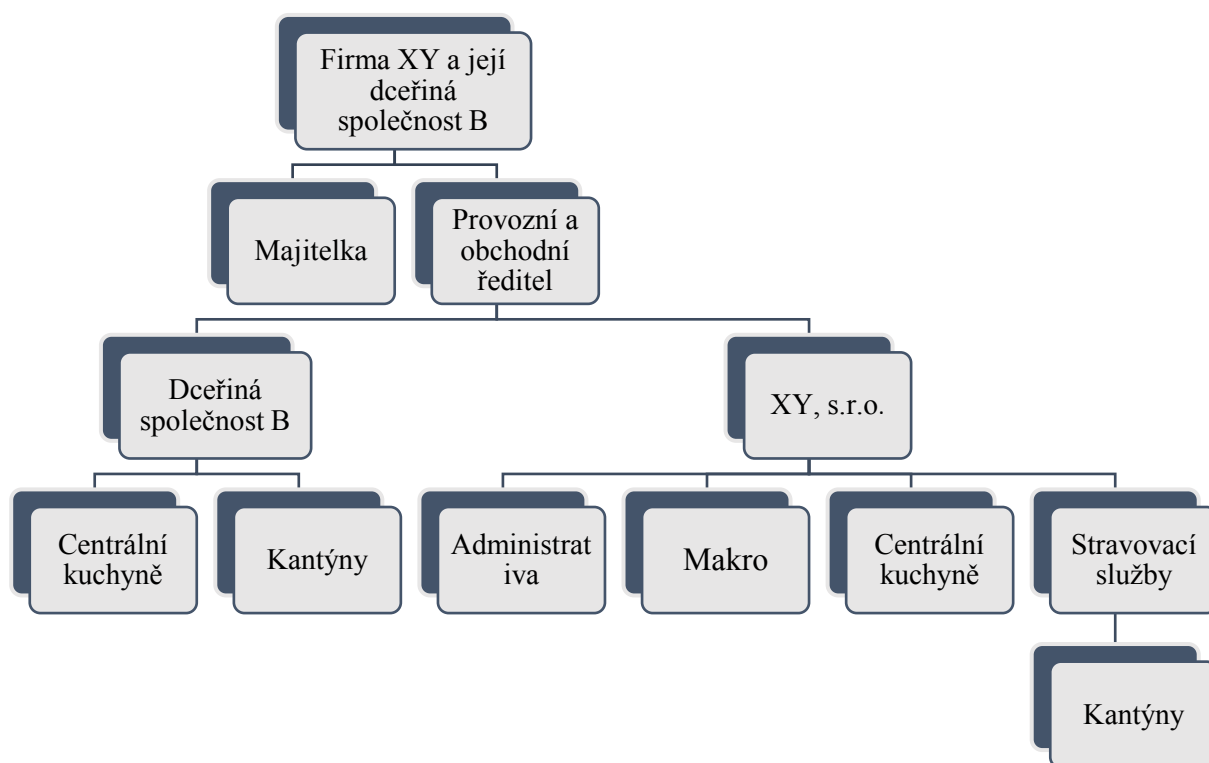 Firma XY a její
dceřiná
společnost B
Majitelka
Provozní a
obchodní
ředitel
Dceřiná
společnost B
XY, s.r.o.
Centrální
kuchyně
Kantýny
Administrat
iva
Makro
Centrální
kuchyně
Stravovací
služby
Kantýny